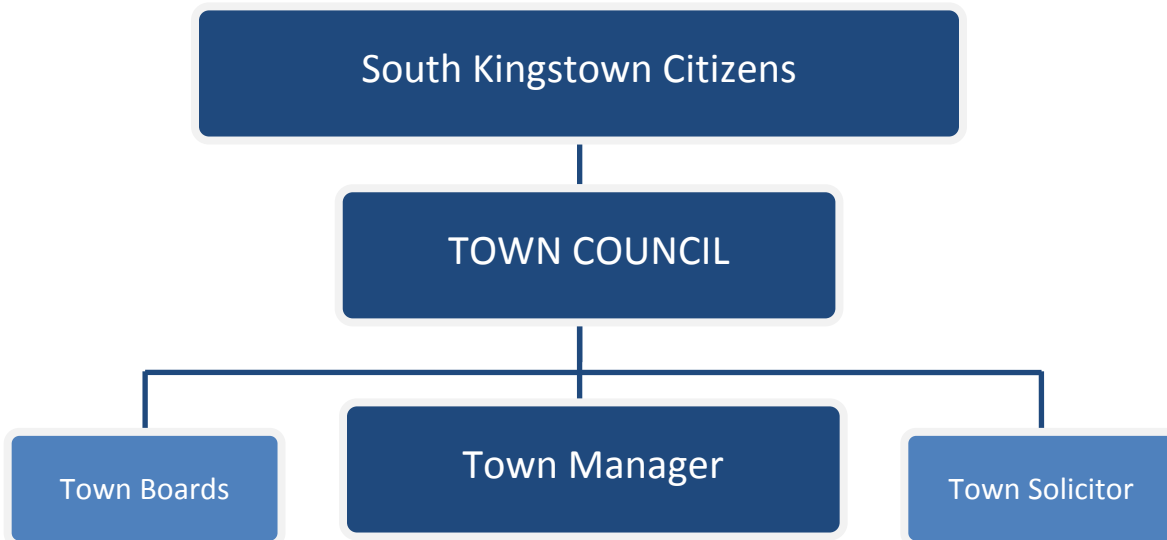 South Kingstown Citizens
TOWN COUNCIL
Town Boards
Town Manager
Town Solicitor